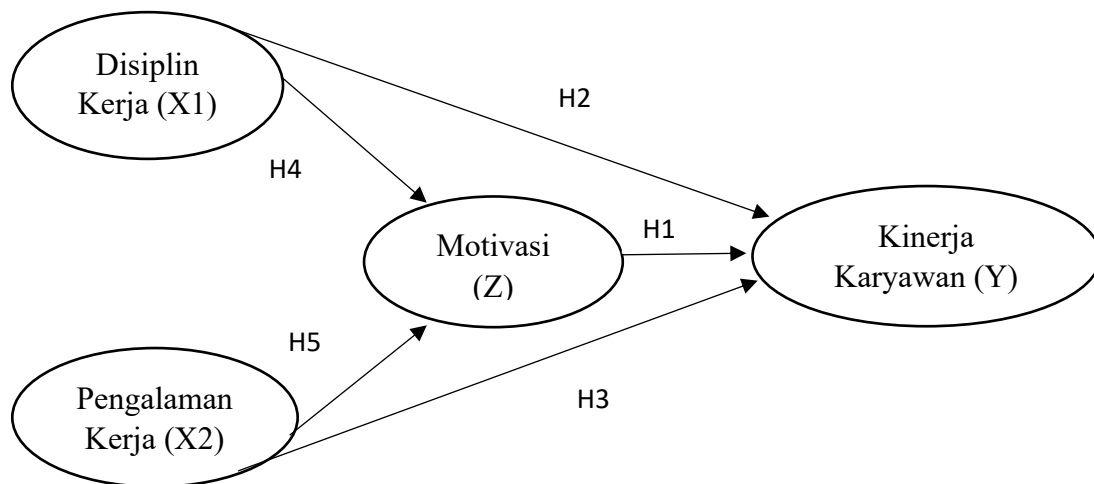 Disiplin
Kerja (X1)
H2
H4
Motivasi
(Z)
H1
Kinerja
Karyawan (Y)
H5
Pengalaman
Kerja (X2)
H3